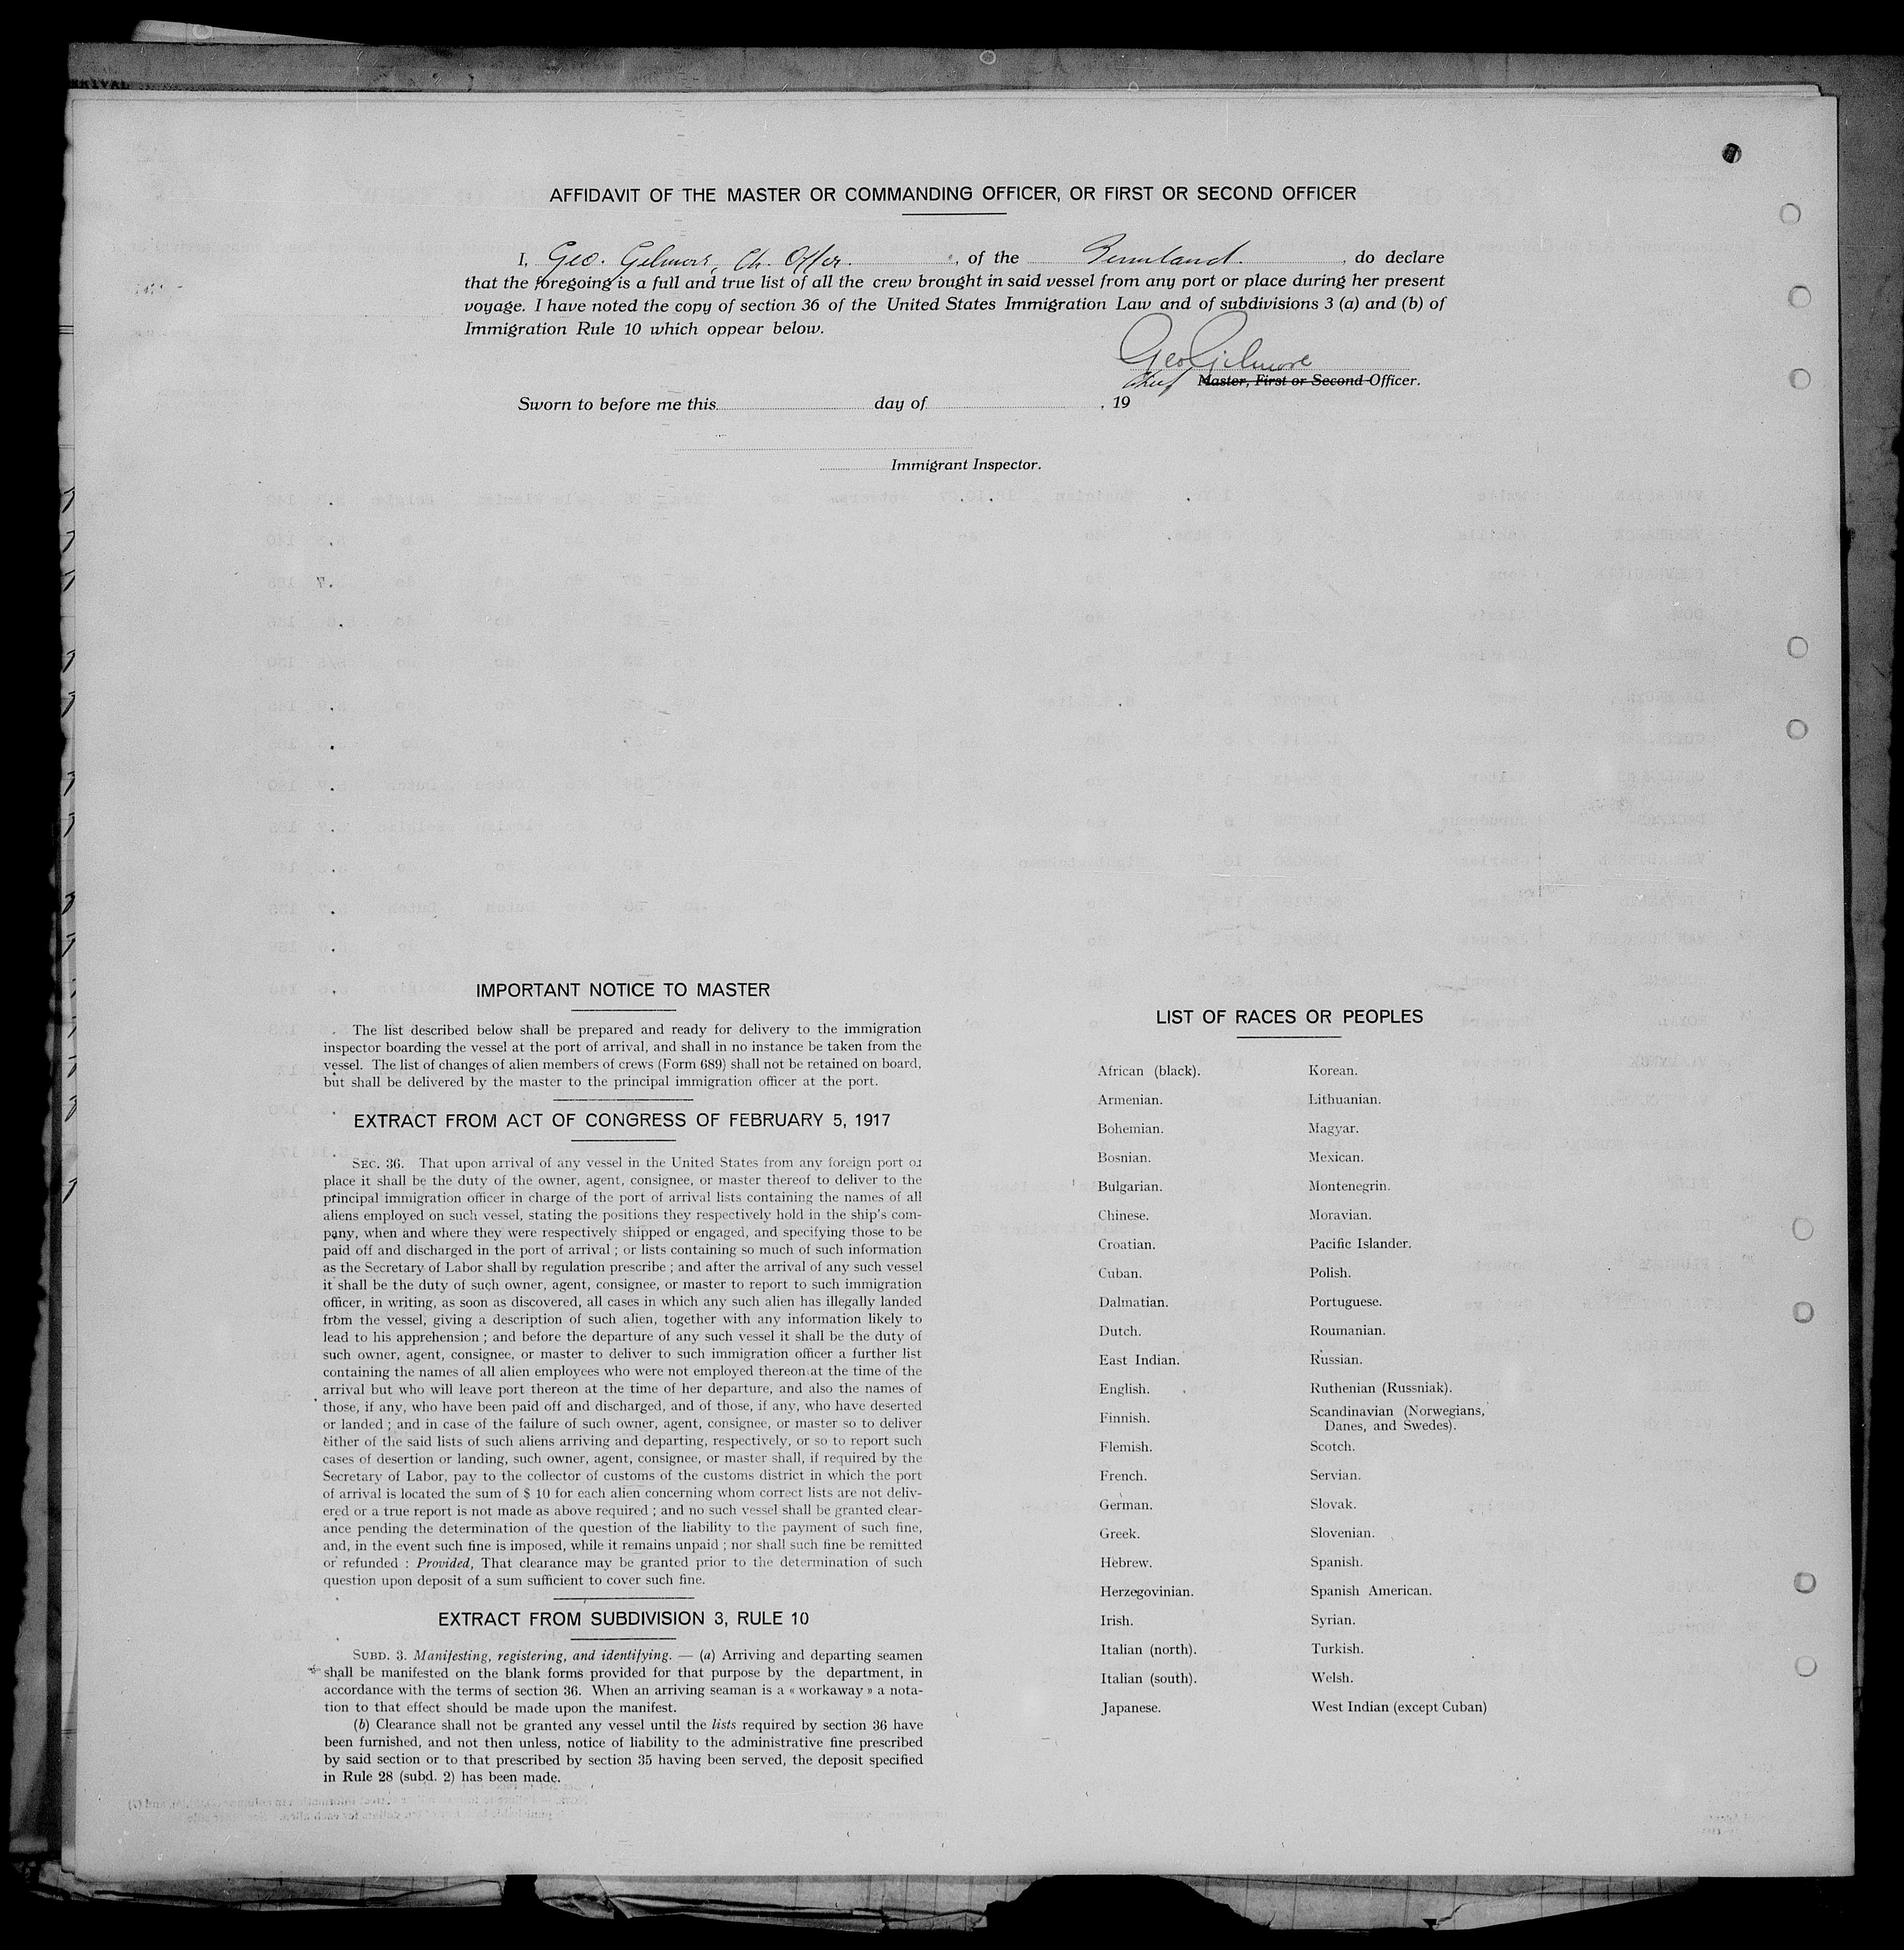 AFFIDAVIT OF THE MASTER OR COMMANDING OFFICER, OR FIRST OR SECOND OFFICER
I, Geo. Gilmore, Ch. Offer. , of the Pennland. , do declare
that the foregoing is a full and true list of all the crew brought in said vessel from any port or place during her present
voyage. I have noted the copy of section 36 of the United States Immigration Law and of subdivisions 3 (a) and (b) of
Immigration Rule 10 which oppear below.
Geo Gilmore
Chief Master, First or Second Officer.
Sworn to before me this day of , 19
Immigrant Inspector.
IMPORTANT NOTICE TO MASTER
The list described below shall be prepared and ready for delivery to the immigration
inspector boarding the vessel at the port of arrival, and shall in no instance be taken from the
vessel. The list of changes of alien members of crews (Form 689) shall not be retained on board,
but shall be delivered by the master to the principal immigration officer at the port.
EXTRACT FROM ACT OF CONGRESS OF FEBRUARY 5, 1917
SEC. 36. That upon arrival of any vessel in the United States from any foreign port or
place it shall be the duty of the owner, agent, consignee, or master thereof to deliver to the
principal immigration officer in charge of the port of arrival lists containing the names of all
aliens employed on such vessel, stating the positions they respectively hold in the ship's com-
pany, when and where they were respectively shipped or engaged, and specifying those to be
paid off and discharged in the port of arrival ; or lists containing so much of such information
as the Secretary of Labor shall by regulation prescribe ; and after the arrival of any such vessel
it shall be the duty of such owner, agent, consignee, or master to report to such immigration
officer, in writing, as soon as discovered, all cases in which any such alien has illegally landed
from the vessel, giving a description of such alien, together with any information likely to
lead to his apprehension ; and before the departure of any such vessel it shall be the duty of
such owner, agent, consignee, or master to deliver to such immigration officer a further list
containing the names of all alien employees who were not employed thereon at the time of the
arrival but who will leave port thereon at the time of her departure, and also the names of
those, if any, who have been paid off and discharged, and of those, if any, who have deserted
or landed ; and in case of the failure of such owner, agent, consignee, or master so to deliver
either of the said lists of such aliens arriving and departing, respectively, or so to report such
cases of desertion or landing, such owner, agent, consignee, or master shall, if required by the
Secretary of Labor, pay to the collector of customs of the customs district in which the port
of arrival is located the sum of $ 10 for each alien concerning whom correct lists are not deliv-
ered or a true report is not made as above required ; and no such vessel shall be granted clear-
ance pending the determination of the question of the liability to the payment of such fine,
and, in the event such fine is imposed, while it remains unpaid ; nor shall such fine be remitted
or refunded : Provided, That clearance may be granted prior to the determination of such
question upon deposit of a sum sufficient to cover such fine.
EXTRACT FROM SUBDIVISION 3, RULE 10
SUBD. 3. Manifesting, registering, and identifying. — (a) Arriving and departing seamen
shall be manifested on the blank forms provided for that purpose by the department, in
accordance with the terms of section 36. When an arriving seaman is a « workaway » a nota-
tion to that effect should be made upon the manifest.
(b) Clearance shall not be granted any vessel until the lists required by section 36 have
been furnished, and not then unless, notice of liability to the administrative fine prescribed
by said section or to that prescribed by section 35 having been served, the deposit specified
in Rule 28 (subd. 2) has been made.
LIST OF RACES OR PEOPLES
African (black).
Armenian.
Bohemian.
Bosnian.
Bulgarian.
Chinese.
Croatian.
Cuban.
Dalmatian.
Dutch.
East Indian.
English.
Finnish.
Flemish.
French.
German.
Greek.
Hebrew.
Herzegovinian.
Irish.
Italian (north).
Italian (south).
Japanese.
Korean.
Lithuanian.
Magyar.
Mexican.
Montenegrin.
Moravian.
Pacific Islander.
Polish.
Portuguese.
Roumanian.
Russian.
Ruthenian (Russniak).
Scandinavian (Norwegians,
Danes, and Swedes).
Scotch.
Servian.
Slovak.
Slovenian.
Spanish.
Spanish American.
Syrian.
Turkish.
Welsh.
West Indian (except Cuban)